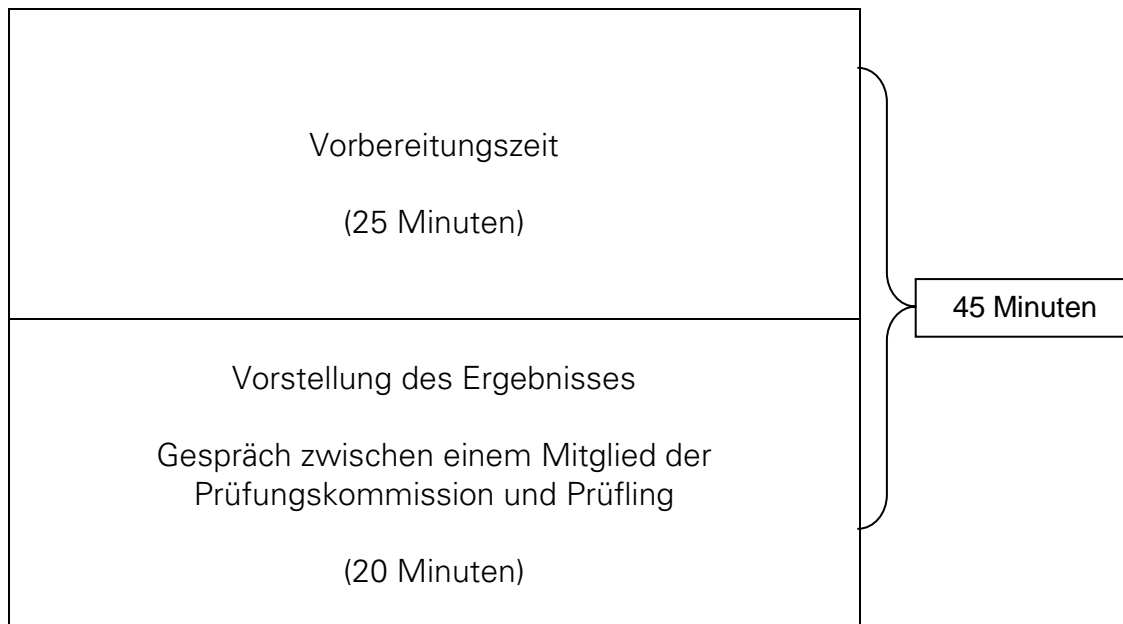 Vorbereitungszeit
(25 Minuten)
45 Minuten
Vorstellung des Ergebnisses
Gespräch zwischen einem Mitglied der
Prüfungskommission und Prüfling
(20 Minuten)